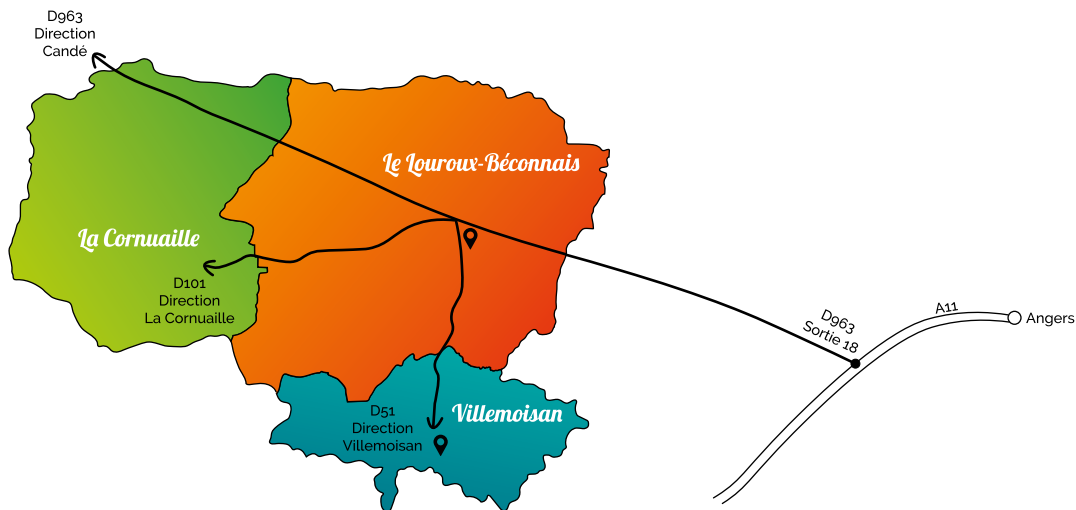 D963
Direction
Candé
Le Louroux-Béconnais
La Cornuaille
D101
Direction
La Cornuaille
D963
Sortie 18
A11
Angers
D51
Direction
Villemoisan
Villemoisan